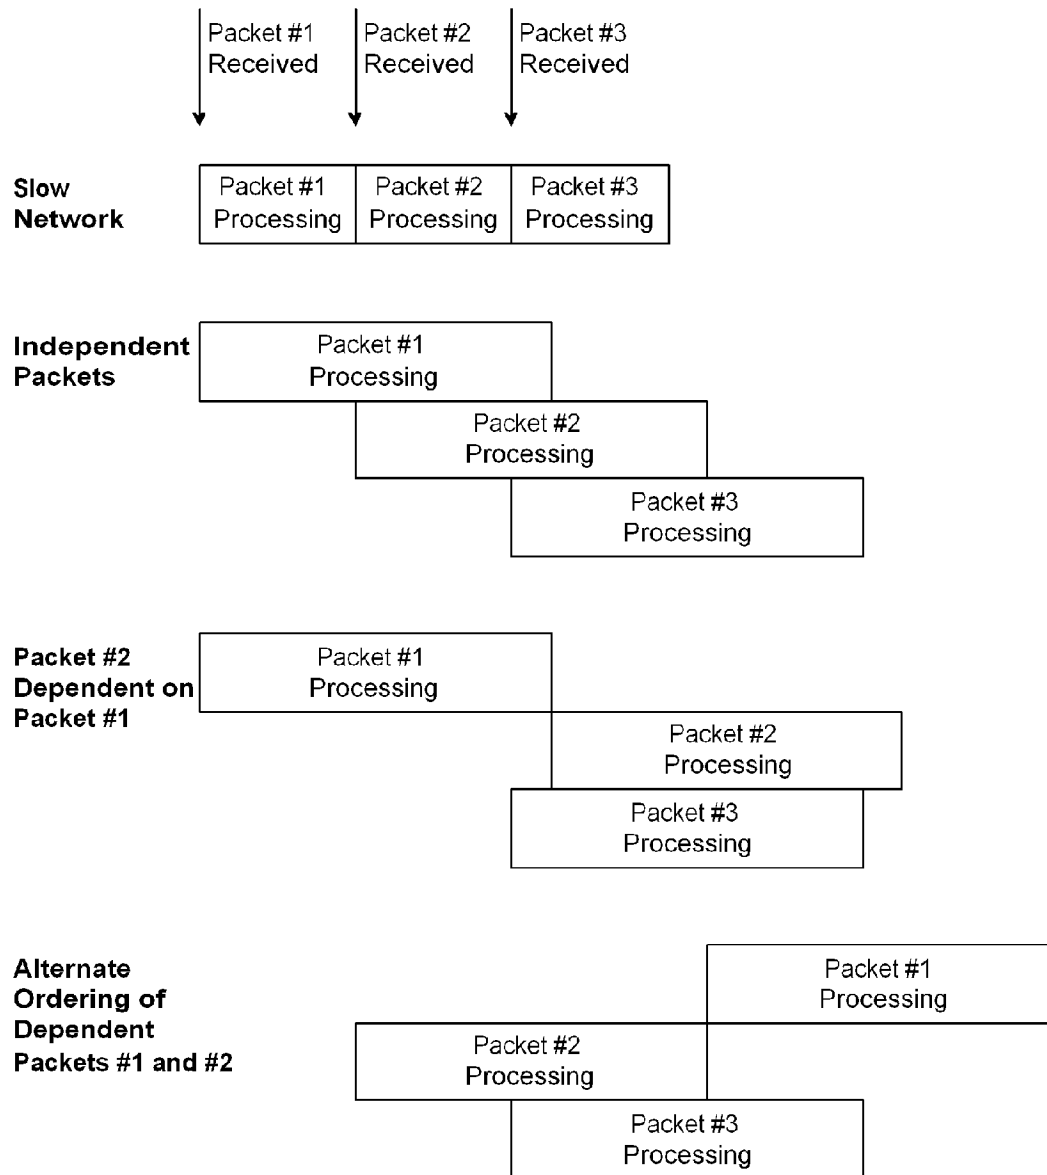 Packet #1
Received
Packet #2
Received
Packet #3
Received
Slow
Network
Packet #1
Processing
Packet #2
Processing
Packet #3
Processing
Independent
Packets
Packet #1
Processing
Packet #2
Processing
Packet #3
Processing
Packet #2
Dependent on
Packet #1
Packet #1
Processing
Packet #2
Processing
Packet #3
Processing
Alternate
Ordering of
Dependent
Packets #1 and #2
Packet #1
Processing
Packet #2
Processing
Packet #3
Processing